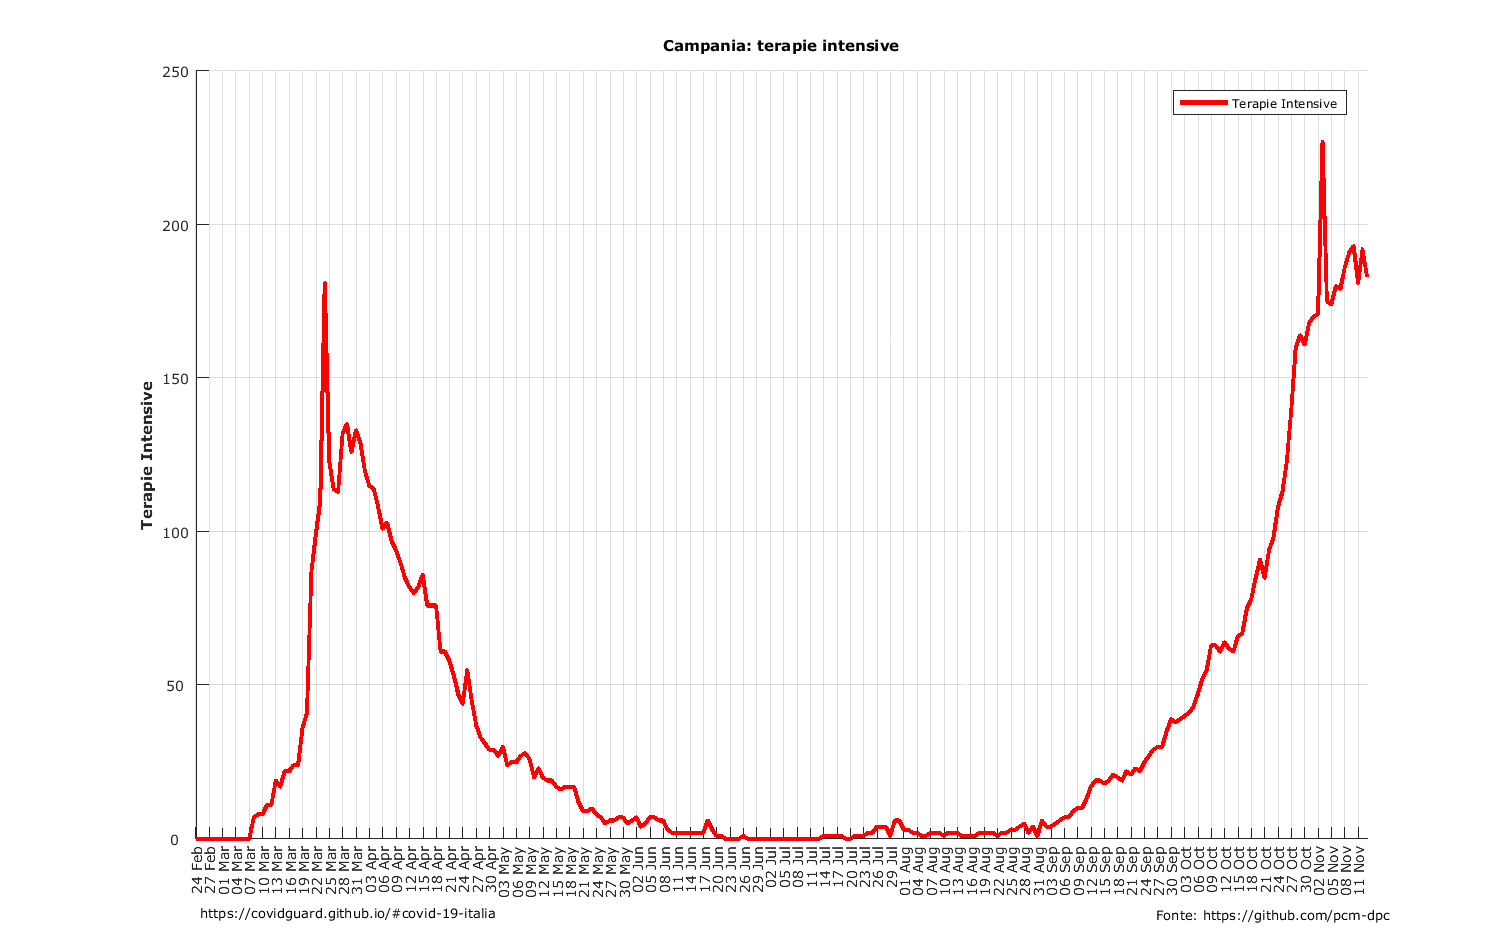 Campania: terapie intensive
Terapie Intensive
250
200
150
100
50
0
Terapie Intensive
24 Feb
27 Feb
01 Mar
04 Mar
07 Mar
10 Mar
13 Mar
16 Mar
19 Mar
22 Mar
25 Mar
28 Mar
31 Mar
03 Apr
06 Apr
09 Apr
12 Apr
15 Apr
18 Apr
21 Apr
24 Apr
27 Apr
30 Apr
03 May
06 May
09 May
12 May
15 May
18 May
21 May
24 May
27 May
30 May
02 Jun
05 Jun
08 Jun
11 Jun
14 Jun
17 Jun
20 Jun
23 Jun
26 Jun
29 Jun
02 Jul
05 Jul
08 Jul
11 Jul
14 Jul
17 Jul
20 Jul
23 Jul
26 Jul
29 Jul
01 Aug
04 Aug
07 Aug
10 Aug
13 Aug
16 Aug
19 Aug
22 Aug
25 Aug
28 Aug
31 Aug
03 Sep
06 Sep
09 Sep
12 Sep
15 Sep
18 Sep
21 Sep
24 Sep
27 Sep
30 Sep
03 Oct
06 Oct
09 Oct
12 Oct
15 Oct
18 Oct
21 Oct
24 Oct
27 Oct
30 Oct
02 Nov
05 Nov
08 Nov
11 Nov
https://covidguard.github.io/#covid-19-italia
Fonte: https://github.com/pcm-dpc